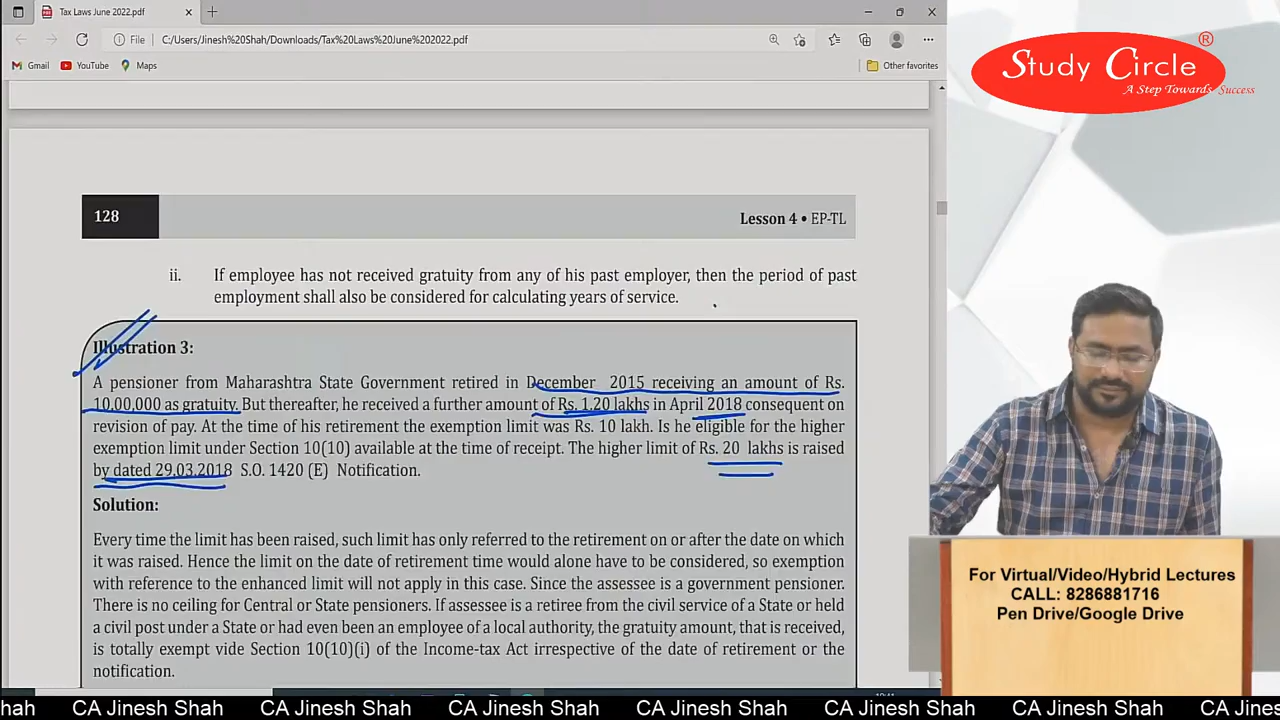 Tax Laws June 2022.pdf
File
C:/Users/Jinesh%20Shah/Downloads/Tax%20Laws%20June%202022.pdf
Gmail
YouTube
Maps
Other favorites
Study Circle
®
A Step Towards Success
128
Lesson 4 • EP-TL
ii. If employee has not received gratuity from any of his past employer, then the period of past
employment shall also be considered for calculating years of service.
Illustration 3:
A pensioner from Maharashtra State Government retired in December 2015 receiving an amount of Rs.
10,00,000 as gratuity. But thereafter, he received a further amount of Rs. 1.20 lakhs in April 2018 consequent on
revision of pay. At the time of his retirement the exemption limit was Rs. 10 lakh. Is he eligible for the higher
exemption limit under Section 10(10) available at the time of receipt. The higher limit of Rs. 20 lakhs is raised
by dated 29.03.2018 S.O. 1420 (E) Notification.
Solution:
Every time the limit has been raised, such limit has only referred to the retirement on or after the date on which
it was raised. Hence the limit on the date of retirement time would alone have to be considered, so exemption
with reference to the enhanced limit will not apply in this case. Since the assessee is a government pensioner.
There is no ceiling for Central or State pensioners. If assessee is a retiree from the civil service of a State or held
a civil post under a State or had even been an employee of a local authority, the gratuity amount, that is received,
is totally exempt vide Section 10(10)(i) of the Income-tax Act irrespective of the date of retirement or the
notification.
For Virtual/Video/Hybrid Lectures
CALL: 8286881716
Pen Drive/Google Drive
hah CA Jinesh Shah CA Jinesh Shah CA Jinesh Shah CA Jinesh Shah CA Jinesh Shah CA Jines